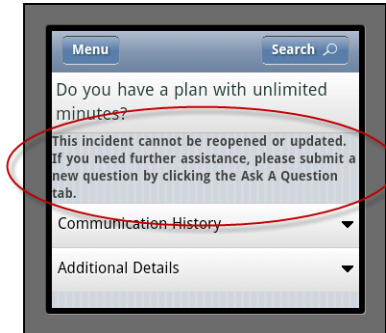 Menu
Search
Do you have a plan with unlimited
minutes?
This incident cannot be reopened or updated.
If you need further assistance, please submit a
new question by clicking the Ask A Question
tab.
Communication History
Additional Details